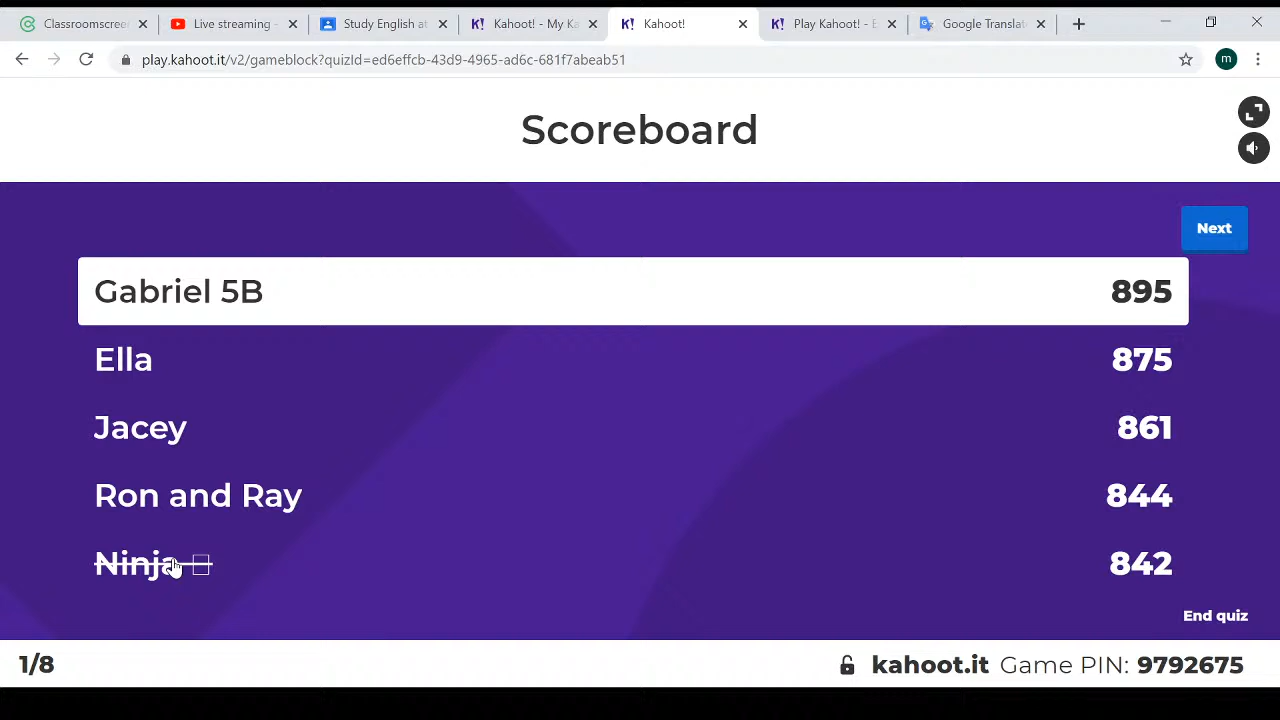 Classroomscree
Live streaming -
Study English at
K! Kahoot! - My Ka
K! Kahoot!
K! Play Kahoot! - E
Google Translat
play.kahoot.it/v2/gameblock?quizId=ed6effcb-43d9-4965-ad6c-681f7abeab51
m
Scoreboard
Next
Gabriel 5B 895
Ella 875
Jacey 861
Ron and Ray 844
Ninja 842
End quiz
1/8
kahoot.it Game PIN: 9792675